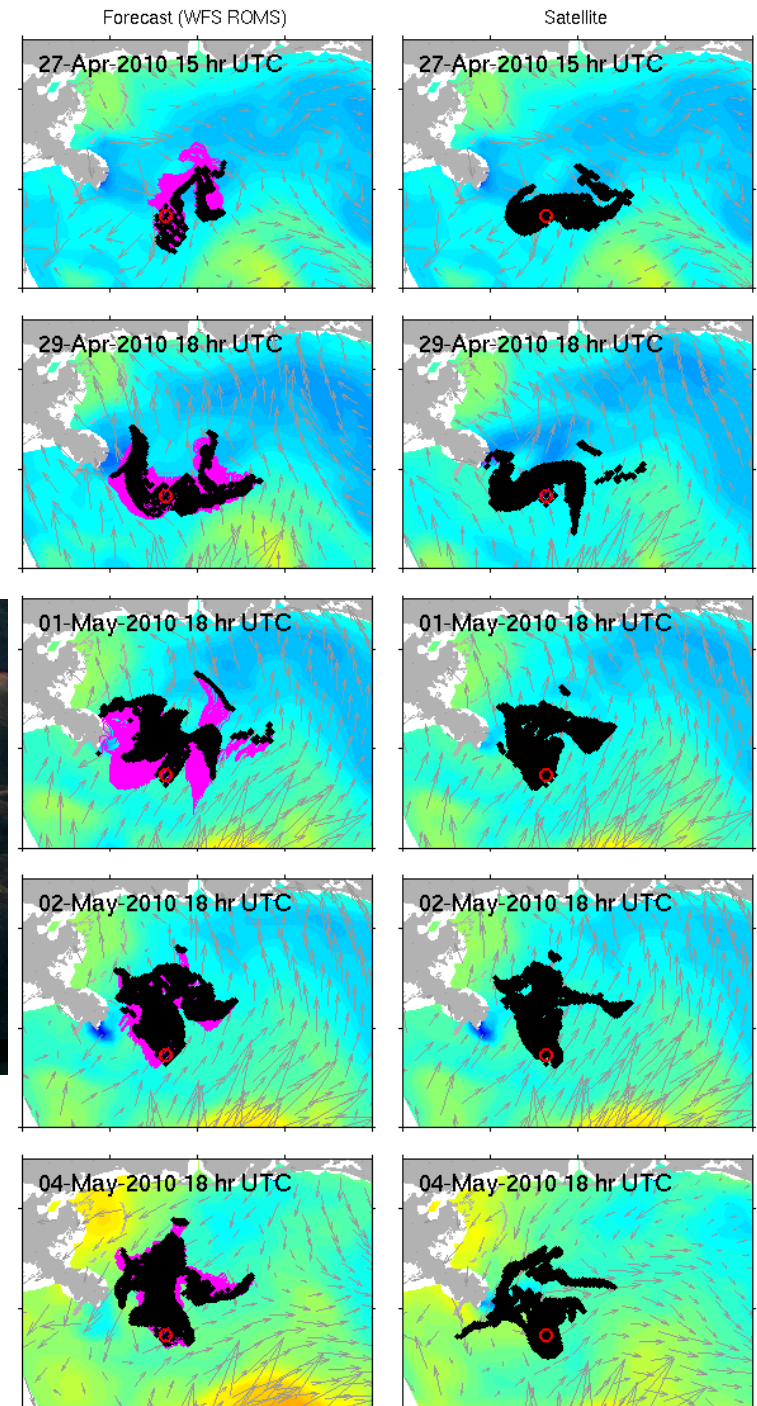 Forecast (WFS ROMS)
Satellite
27-Apr-2010 15 hr UTC
27-Apr-2010 15 hr UTC
29-Apr-2010 18 hr UTC
29-Apr-2010 18 hr UTC
01-May-2010 18 hr UTC
01-May-2010 18 hr UTC
02-May-2010 18 hr UTC
02-May-2010 18 hr UTC
04-May-2010 18 hr UTC
04-May-2010 18 hr UTC